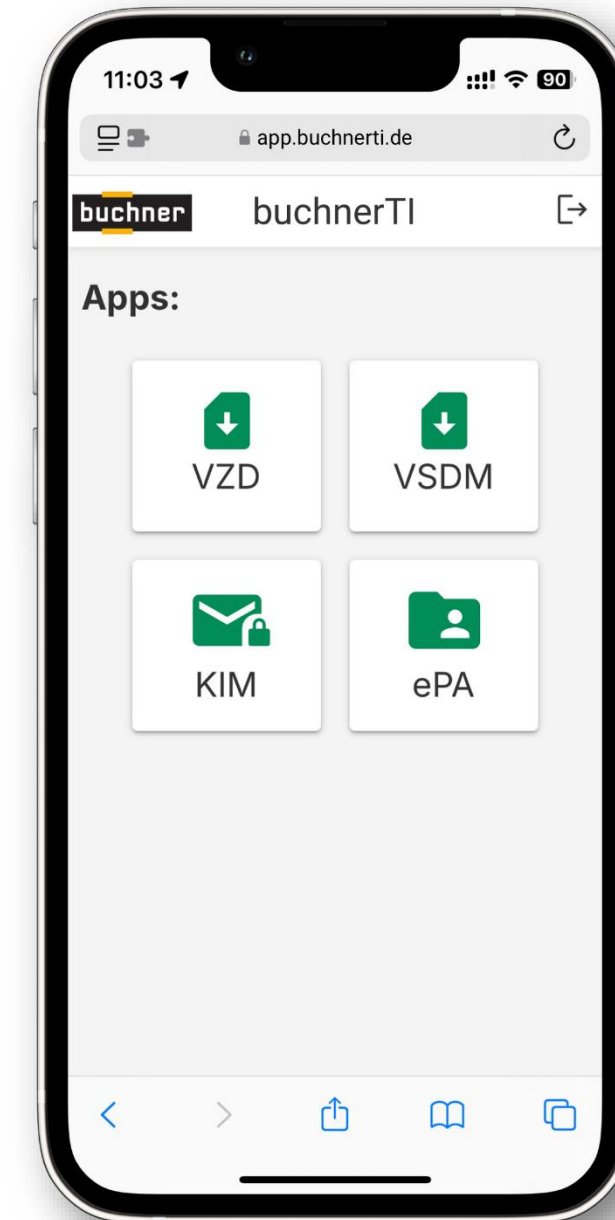 11:03
90
app.buchnerti.de
buchner buchnerTI
Apps:
VZD VSDM
KIM ePA